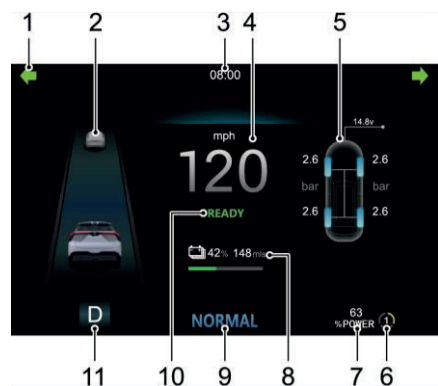 1 2 3 4 5
08:00
14.8v
mph
120
2.6 2.6
bar bar
READY
2.6 2.6
42% 148 mls
D
NORMAL
63
%POWER 1
11 10 9 8 7 6